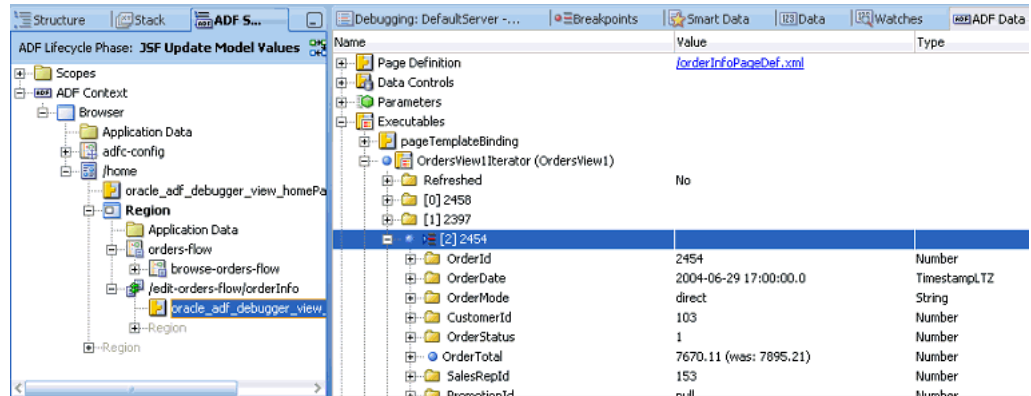 Structure Stack ADF S...
ADF Lifecycle Phase: JSF Update Model Values
Scopes
ADF Context
Browser
Application Data
adfc-config
/home
oracle_adf_debugger_view_homePa
Region
Application Data
orders-flow
browse-orders-flow
/edit-orders-flow/orderInfo
oracle_adf_debugger_view_
Region
Region
Debugging: DefaultServer -... Breakpoints Smart Data Data Watches ADF Data
Name Value Type
Page Definition /orderInfoPageDef.xml
Data Controls
Parameters
Executables
pageTemplateBinding
OrdersView1Iterator (OrdersView1)
Refreshed No
[0] 2458
[1] 2397
[2] 2454
OrderId 2454 Number
OrderDate 2004-06-29 17:00:00.0 TimestampLTZ
OrderMode direct String
CustomerId 103 Number
OrderStatus 1 Number
OrderTotal 7670.11 (was: 7895.21) Number
SalesRepId 153 Number
PromotionId null Number